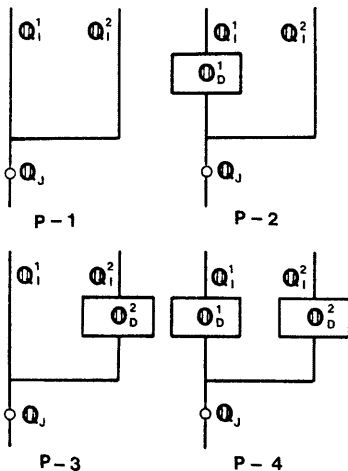 Q_I^1 Q_I^2
Q_J
P-1
Q_I^1 Q_I^2
Q_D^1
Q_J
P-2
Q_I^1 Q_I^2
Q_D^2
Q_J
P-3
Q_I^1 Q_I^2
Q_D^1 Q_D^2
Q_J
P-4